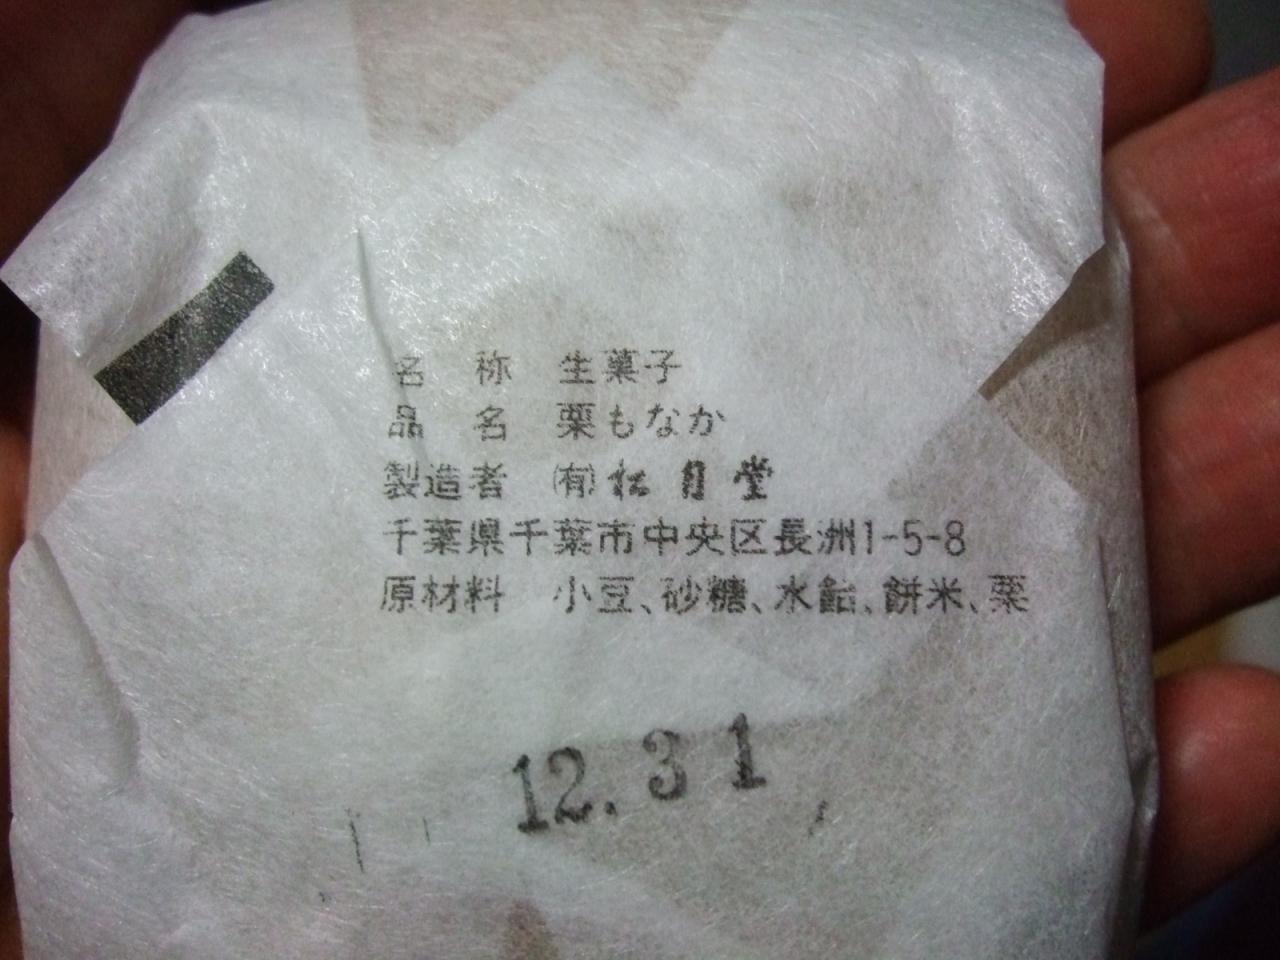 名称 生菓子
品名 栗もなか
製造者 ㈲松月堂
千葉県千葉市中央区長洲1-5-8
原材料 小豆、砂糖、水飴、餅米、栗
12.31